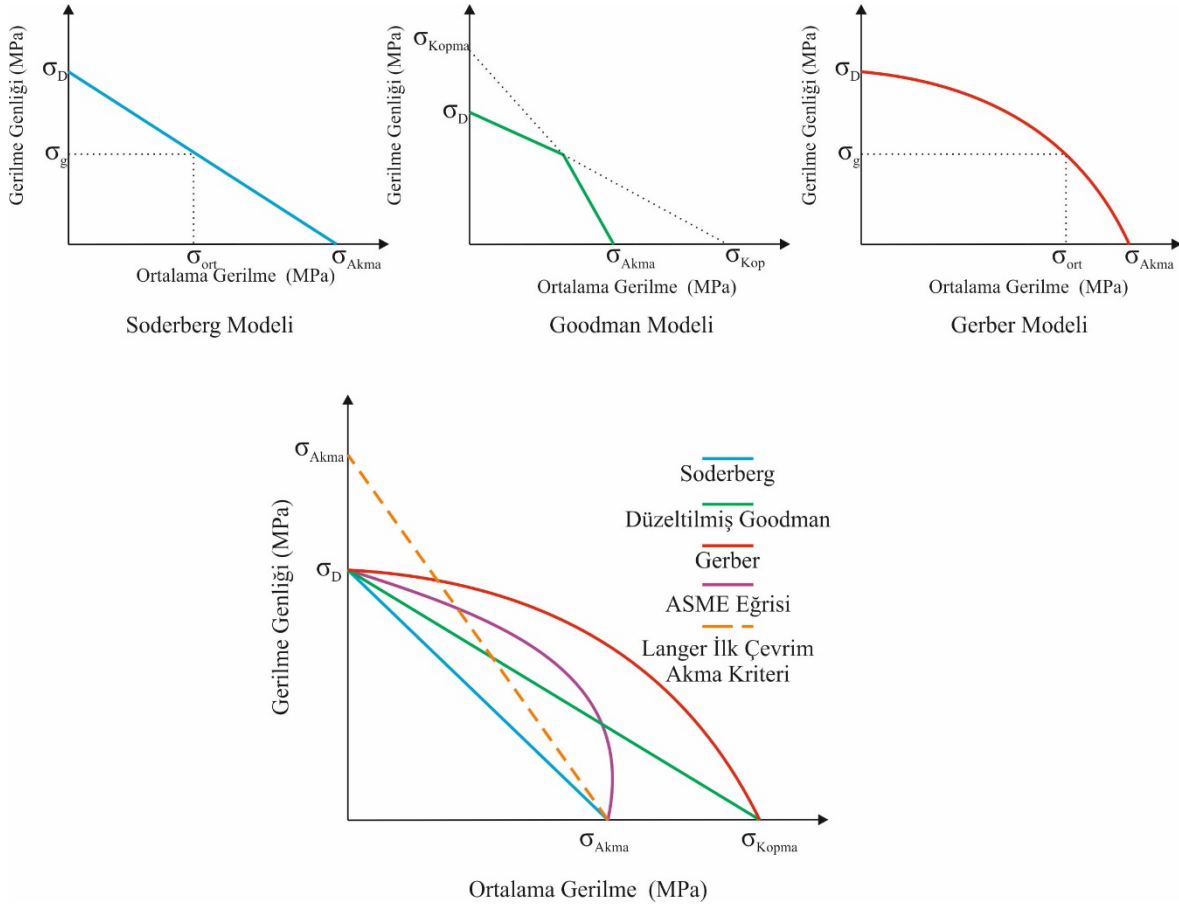 Gerilme Genliği (MPa)
σD
σg
σort
σAkma
Ortalama Gerilme (MPa)
Soderberg Modeli
Gerilme Genliği (MPa)
σKopma
σD
σAkma
σKop
Ortalama Gerilme (MPa)
Goodman Modeli
Gerilme Genliği (MPa)
σD
σg
σort
σAkma
Ortalama Gerilme (MPa)
Gerber Modeli
Gerilme Genliği (MPa)
σAkma
σD
Soderberg
Düzeltilmiş Goodman
Gerber
ASME Eğrisi
Langer İlk Çevrim
Akma Kriteri
σAkma
σKopma
Ortalama Gerilme (MPa)